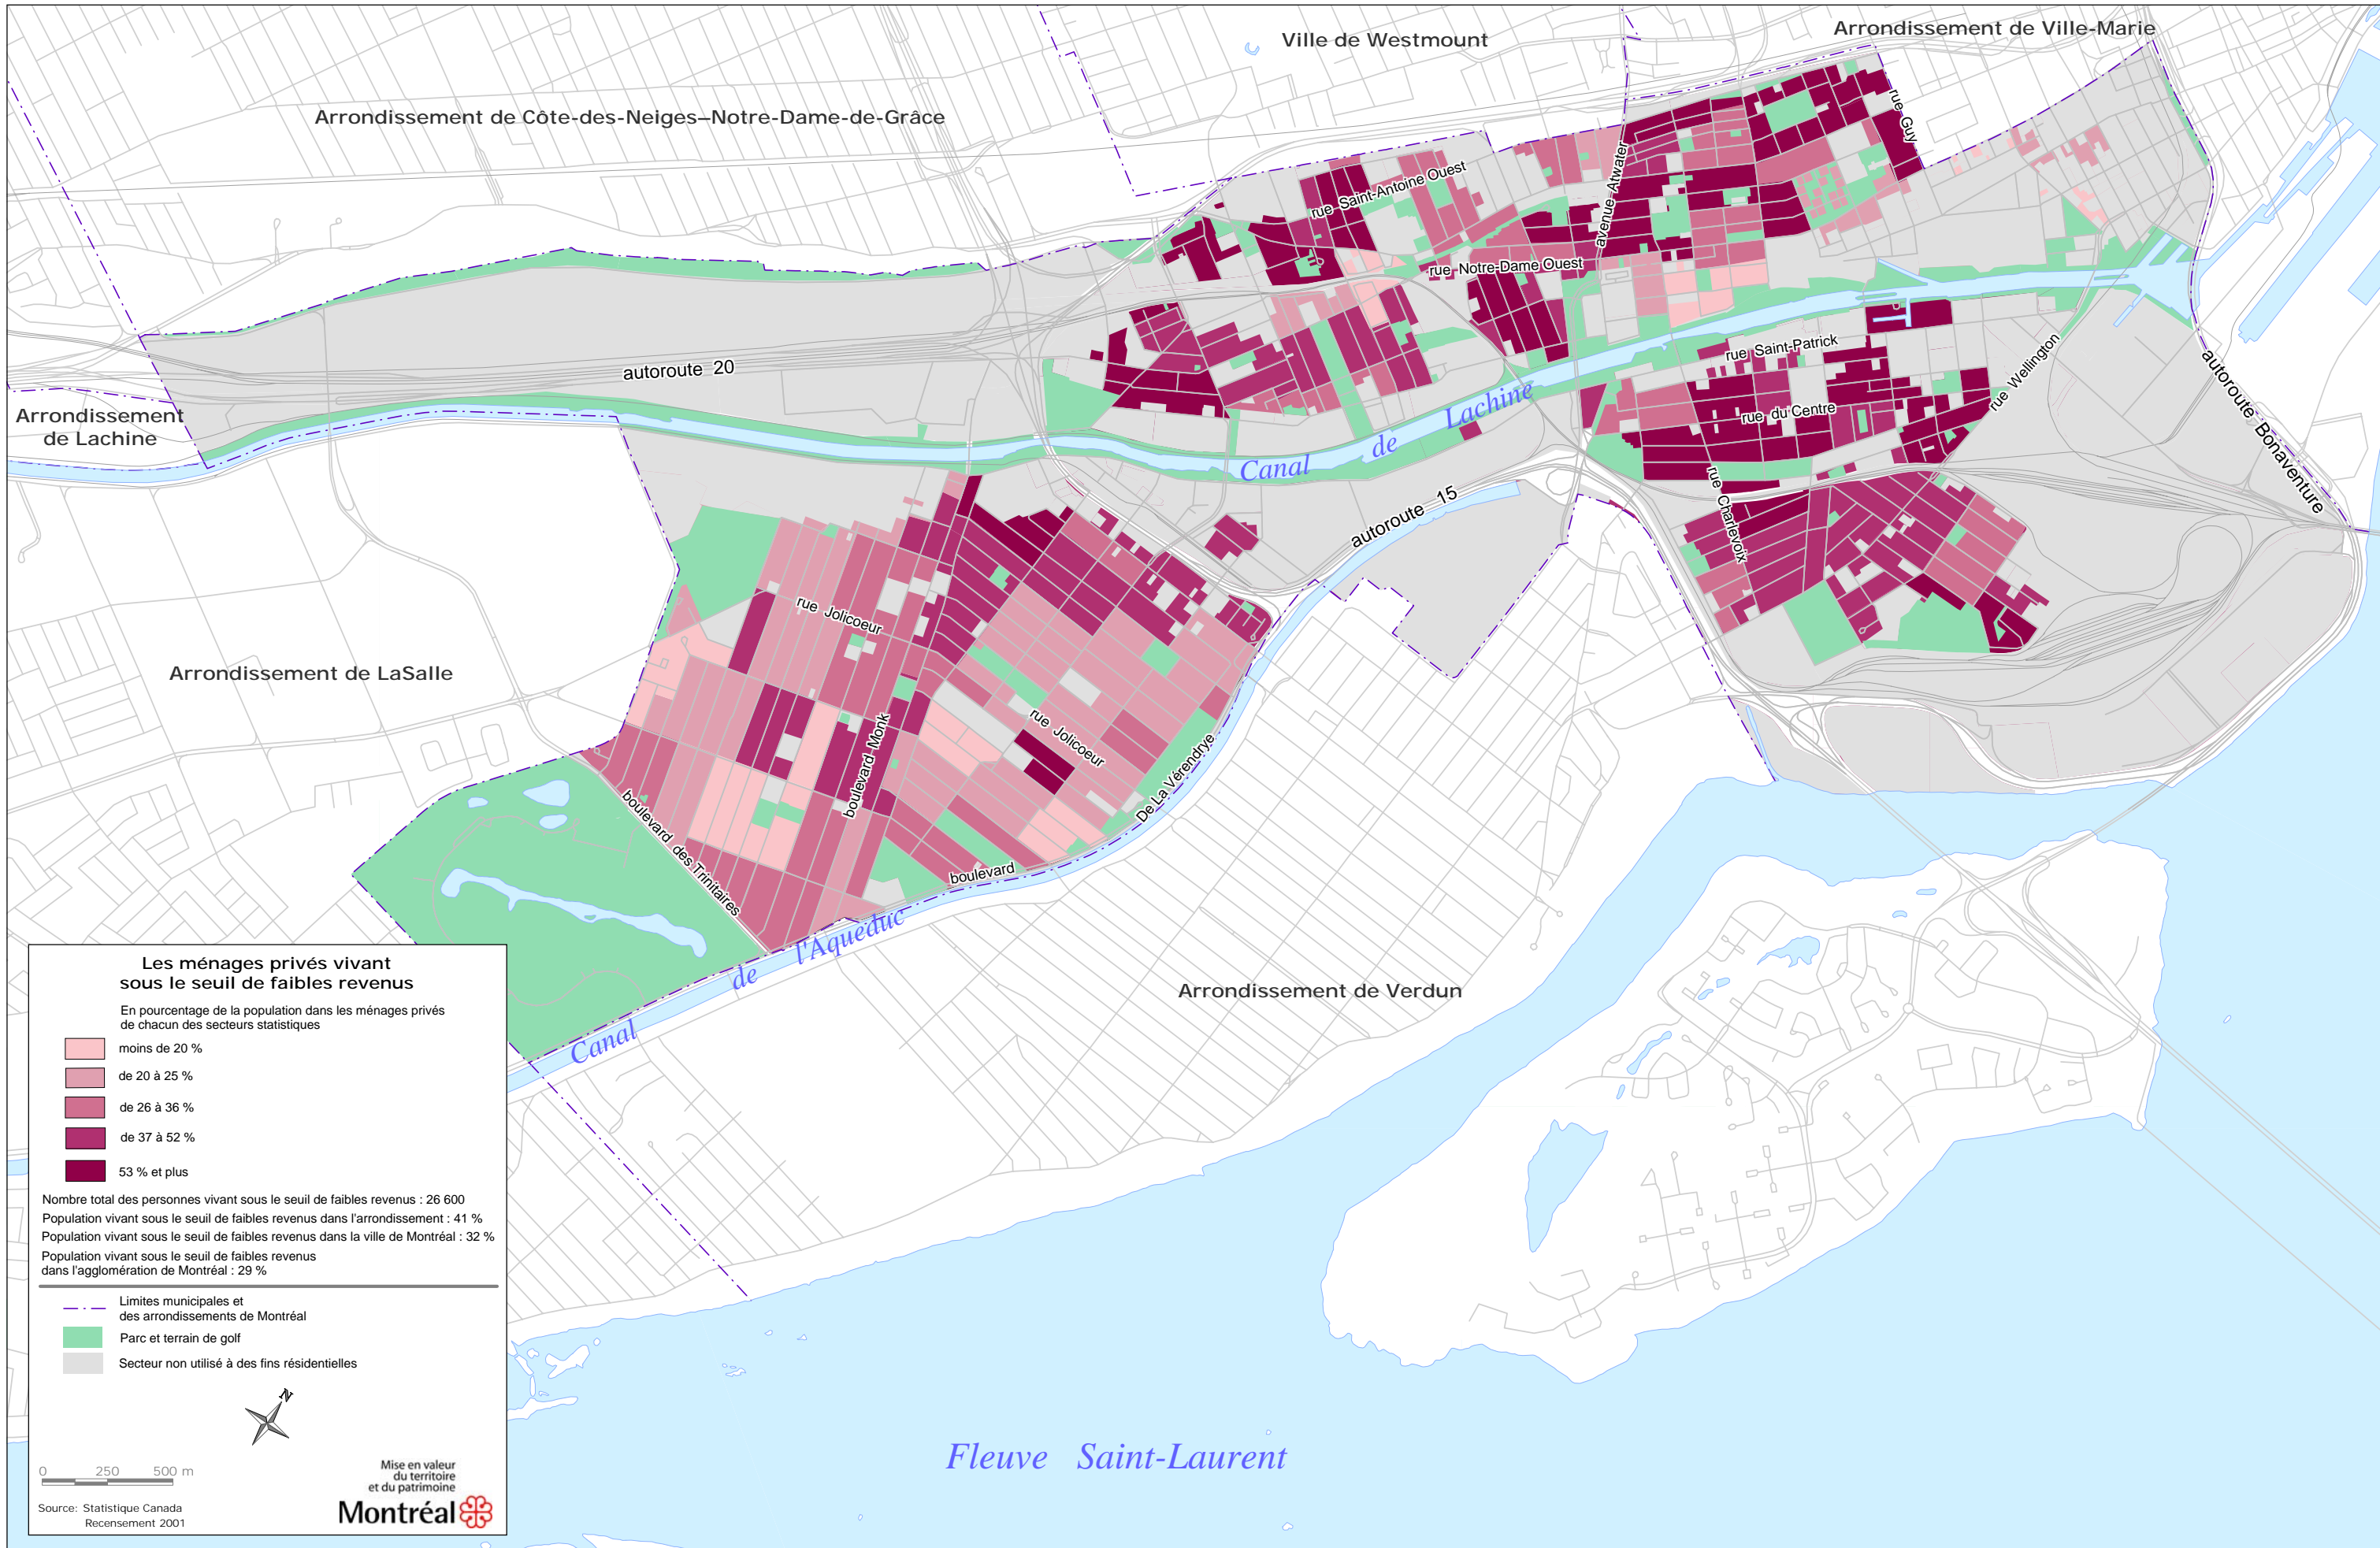 Ville de Westmount
Arrondissement de Ville-Marie
Arrondissement de Côte-des-Neiges–Notre-Dame-de-Grâce
rue Guy
rue Saint-Antoine Ouest
avenue Atwater
rue Notre-Dame Ouest
autoroute 20
rue Saint-Patrick
rue Wellington
autoroute Bonaventure
Arrondissement
de Lachine
Canal de Lachine
rue du Centre
autoroute 15
rue Charlevoix
rue Jolicoeur
Arrondissement de LaSalle
rue Jolicoeur
boulevard Monk
boulevard De La Vérendrye
boulevard des Trinitaires
Canal de l'Aqueduc
Arrondissement de Verdun
Fleuve Saint-Laurent
Les ménages privés vivant
sous le seuil de faibles revenus
En pourcentage de la population dans les ménages privés
de chacun des secteurs statistiques
moins de 20 %
de 20 à 25 %
de 26 à 36 %
de 37 à 52 %
53 % et plus
Nombre total des personnes vivant sous le seuil de faibles revenus : 26 600
Population vivant sous le seuil de faibles revenus dans l'arrondissement : 41 %
Population vivant sous le seuil de faibles revenus dans la ville de Montréal : 32 %
Population vivant sous le seuil de faibles revenus
dans l'agglomération de Montréal : 29 %
Limites municipales et
des arrondissements de Montréal
Parc et terrain de golf
Secteur non utilisé à des fins résidentielles
N
0 250 500 m
Mise en valeur
du territoire
et du patrimoine
Montréal
Source: Statistique Canada
Recensement 2001